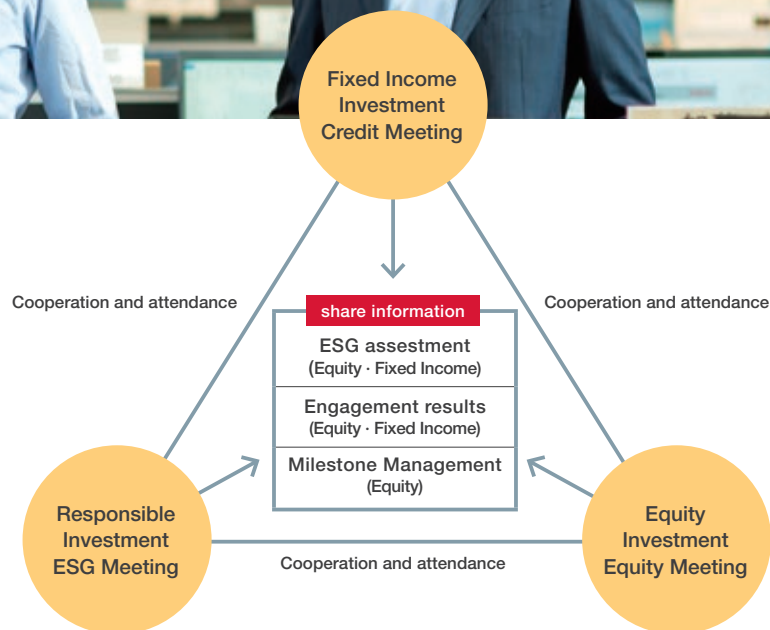 Fixed Income
Investment
Credit Meeting
Cooperation and attendance
Cooperation and attendance
share information
ESG assestment
(Equity · Fixed Income)
Engagement results
(Equity · Fixed Income)
Milestone Management
(Equity)
Responsible
Investment
ESG Meeting
Equity
Investment
Equity Meeting
Cooperation and attendance